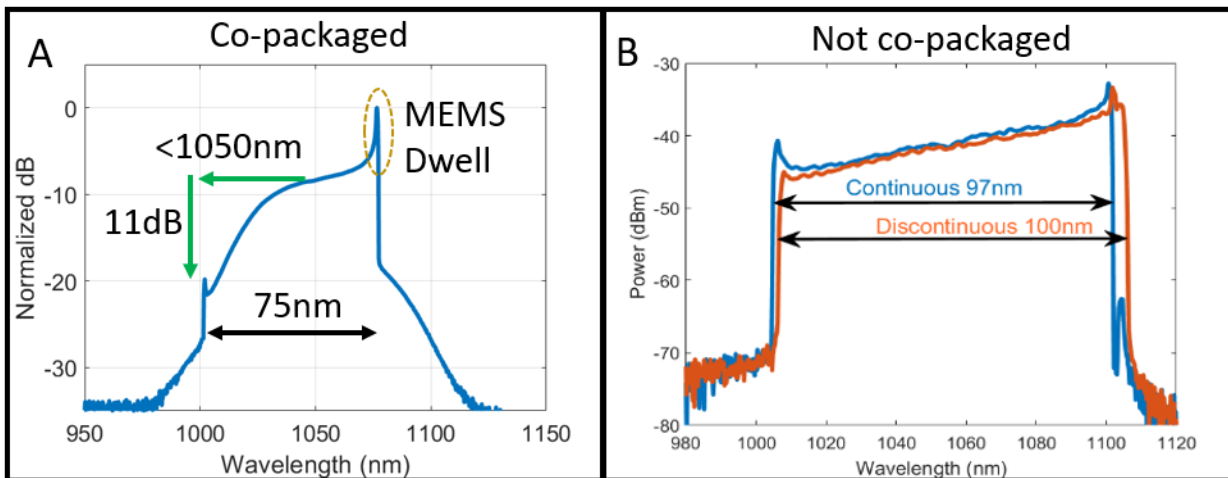 A
Co-packaged
0
-10
-20
-30
Normalized dB
<1050nm
11dB
MEMS
Dwell
75nm
950
1000
1050
1100
1150
Wavelength (nm)
B
Not co-packaged
-30
-40
-50
-60
-70
-80
Power (dBm)
Continuous 97nm
Discontinuous 100nm
980
1000
1020
1040
1060
1080
1100
1120
Wavelength (nm)